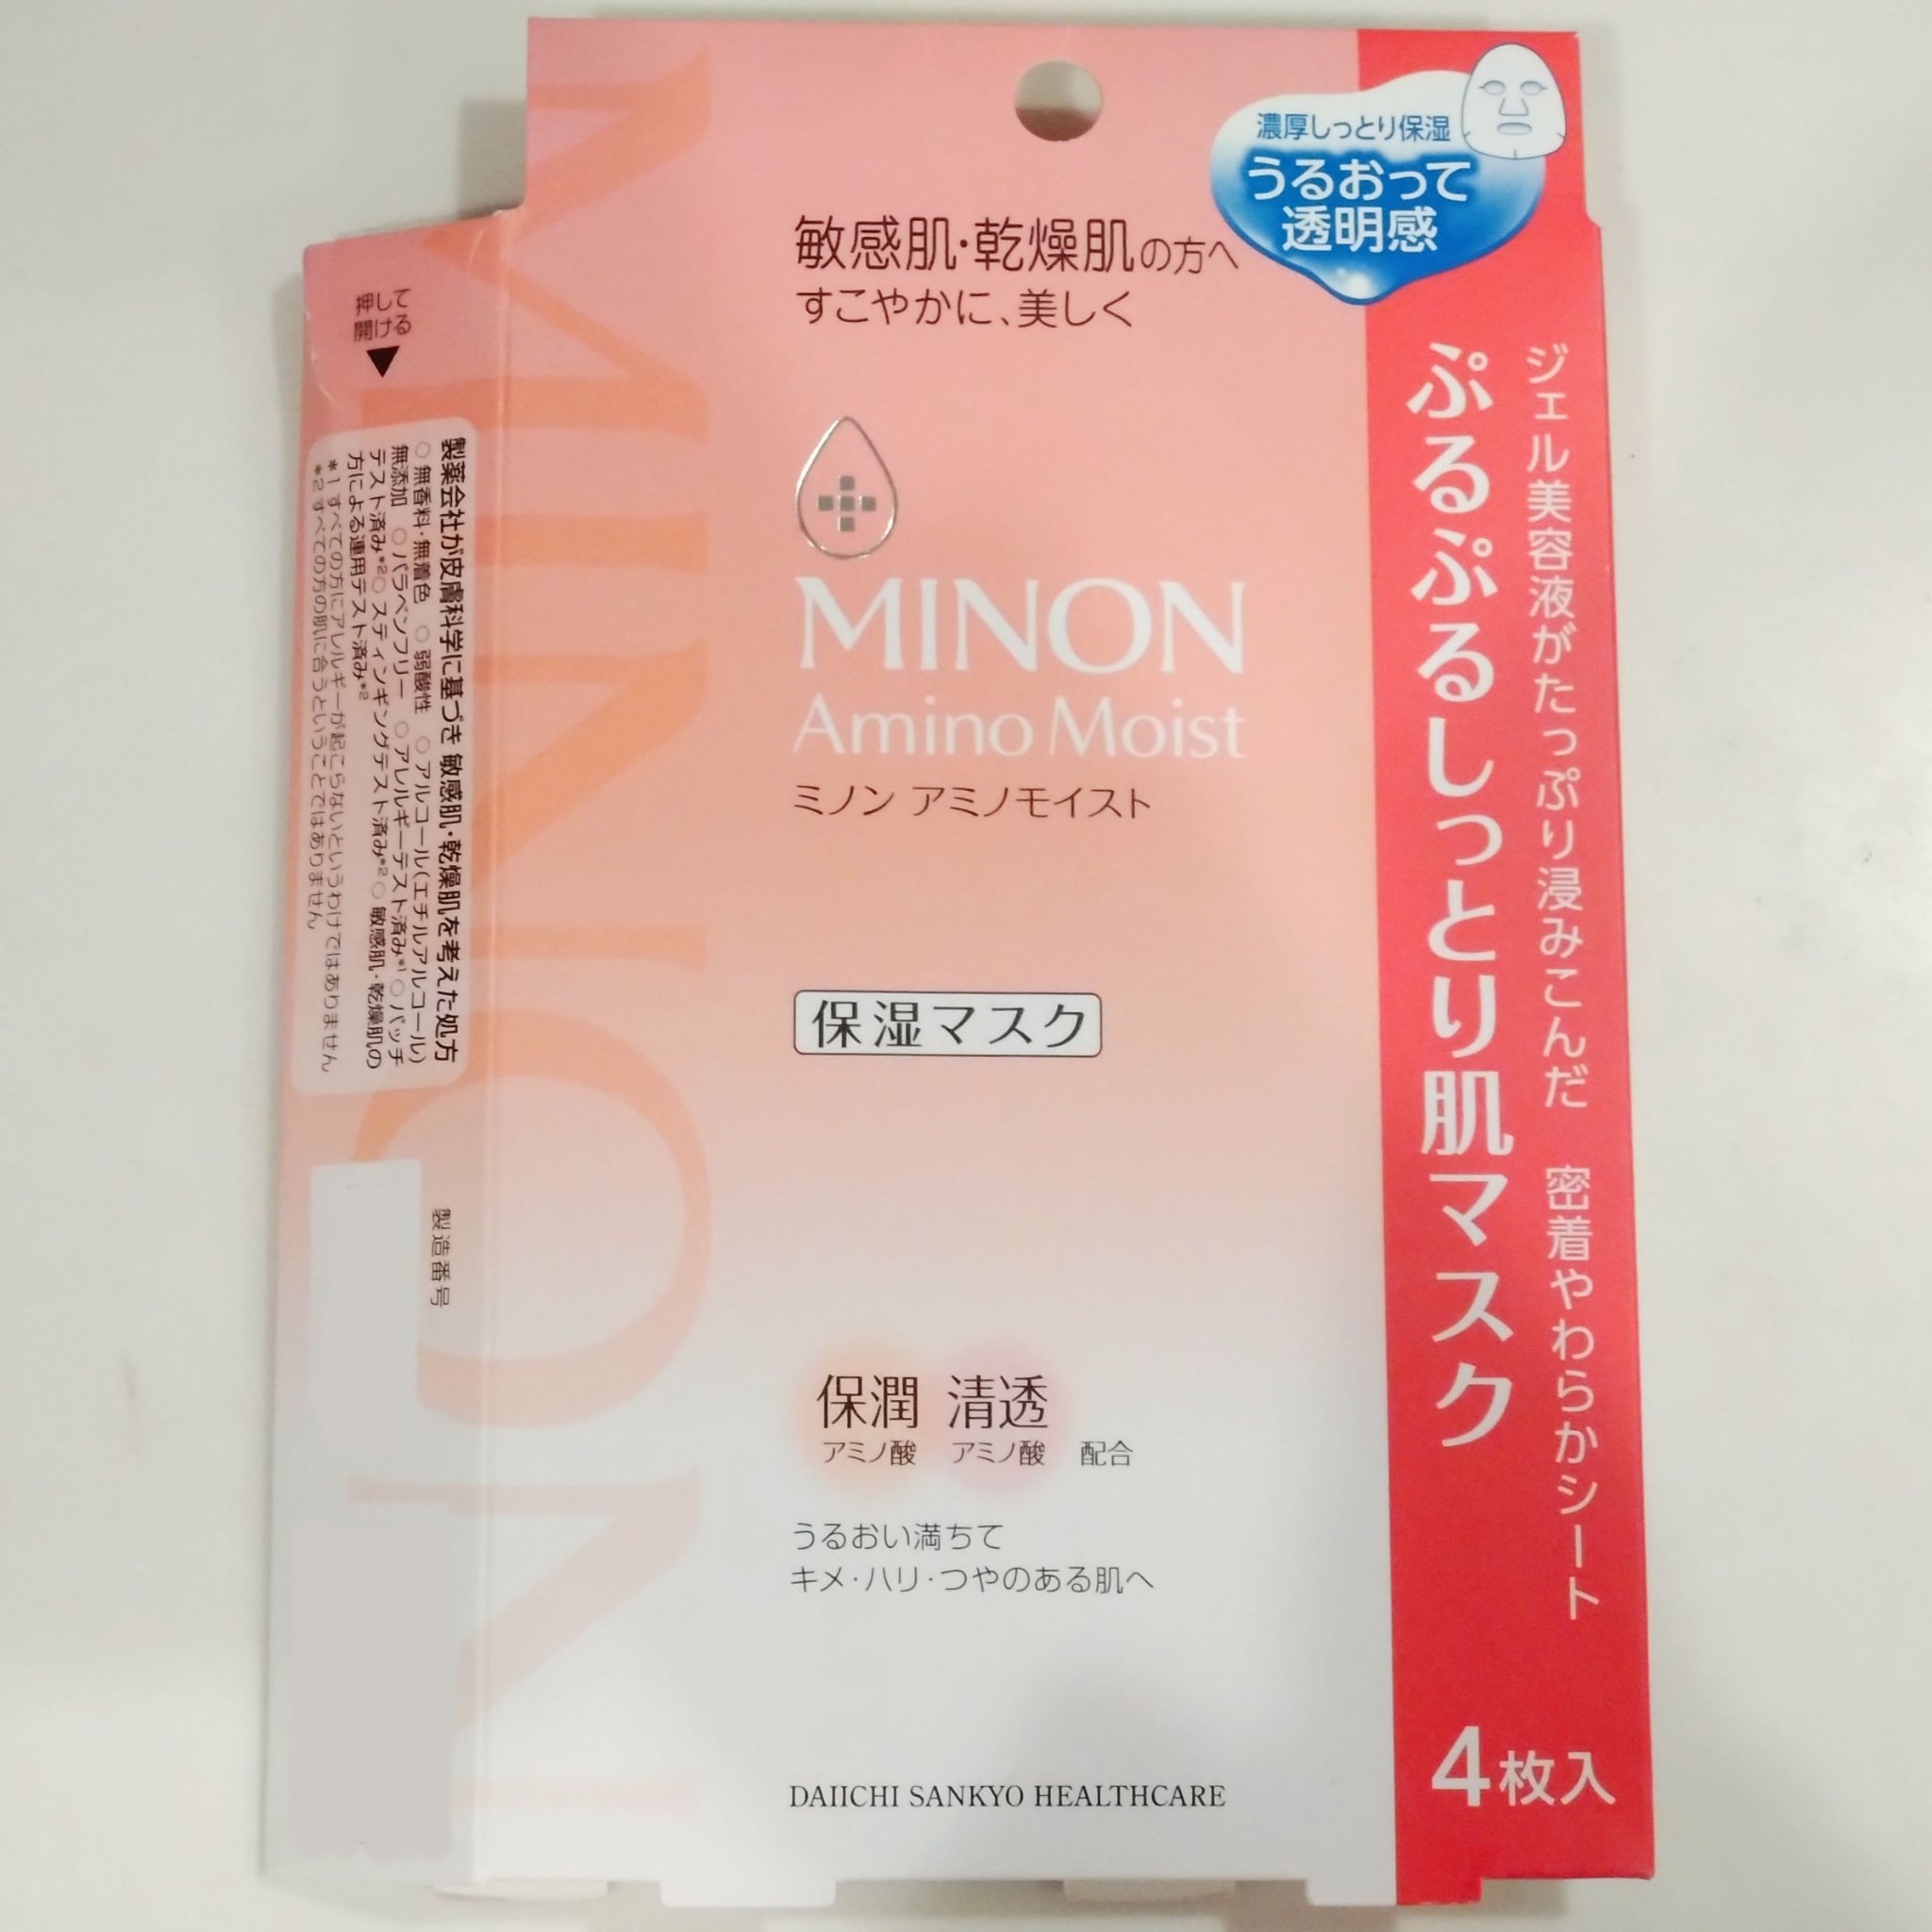 濃厚しっとり保湿
うるおって
透明感
敏感肌・乾燥肌の方へ
すこやかに、美しく
MINON
Amino Moist
ミノン アミノモイスト
保湿マスク
保潤 清透
アミノ酸 アミノ酸 配合
うるおい満ちて
キメ・ハリ・つやのある肌へ
DAIICHI SANKYO HEALTHCARE
ジェル美容液がたっぷり浸みこんだ 密着やわらかシート
ぷるぷるしっとり肌マスク
4枚入
押して
開ける
製薬会社が皮膚科学に基づき 敏感肌・乾燥肌を考えた処方
○ 無香料・無着色 ○ 弱酸性 ○ アルコール(エチルアルコール)
無添加 ○ パラベンフリー ○ アレルギーテスト済み*1 ○ パッチ
テスト済み*2 ○ スティンギングテスト済み*2 ○ 敏感肌・乾燥肌の
方による連用テスト済み*2
*1 すべての方にアレルギーが起こらないというわけではありません
*2 すべての方の肌に合うということではありません
製造番号
MINON